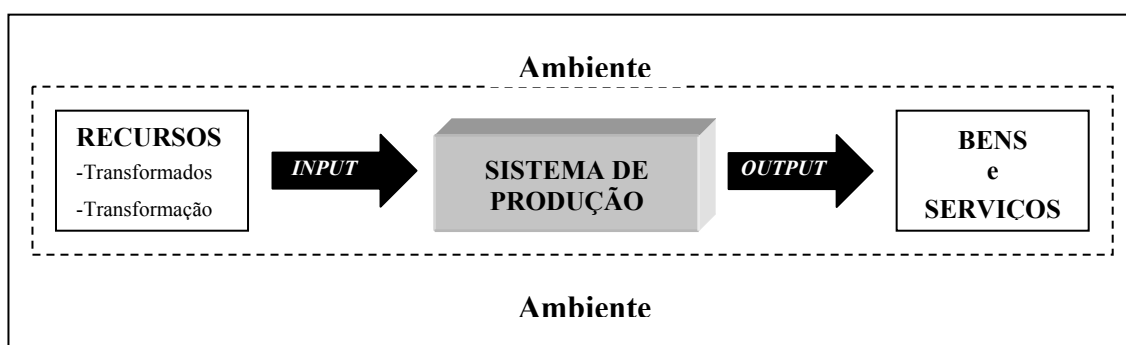 Ambiente
RECURSOS
-Transformados
-Transformação
INPUT
SISTEMA DE
PRODUÇÃO
OUTPUT
BENS
e
SERVIÇOS
Ambiente